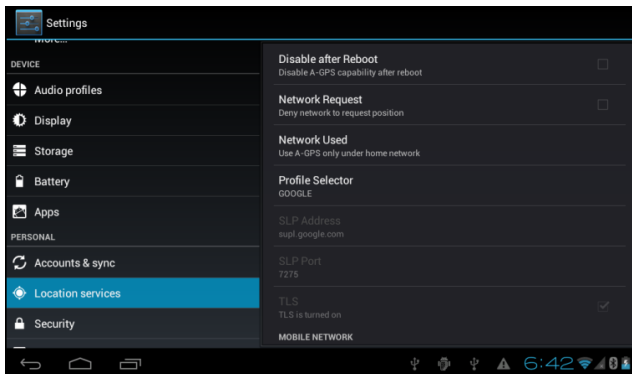 Settings
More...
DEVICE
Audio profiles
Display
Storage
Battery
Apps
PERSONAL
Accounts & sync
Location services
Security
Disable after Reboot
Disable A-GPS capability after reboot
Network Request
Deny network to request position
Network Used
Use A-GPS only under home network
Profile Selector
GOOGLE
SLP Address
supl.google.com
SLP Port
7275
TLS
TLS is turned on
MOBILE NETWORK
6:42